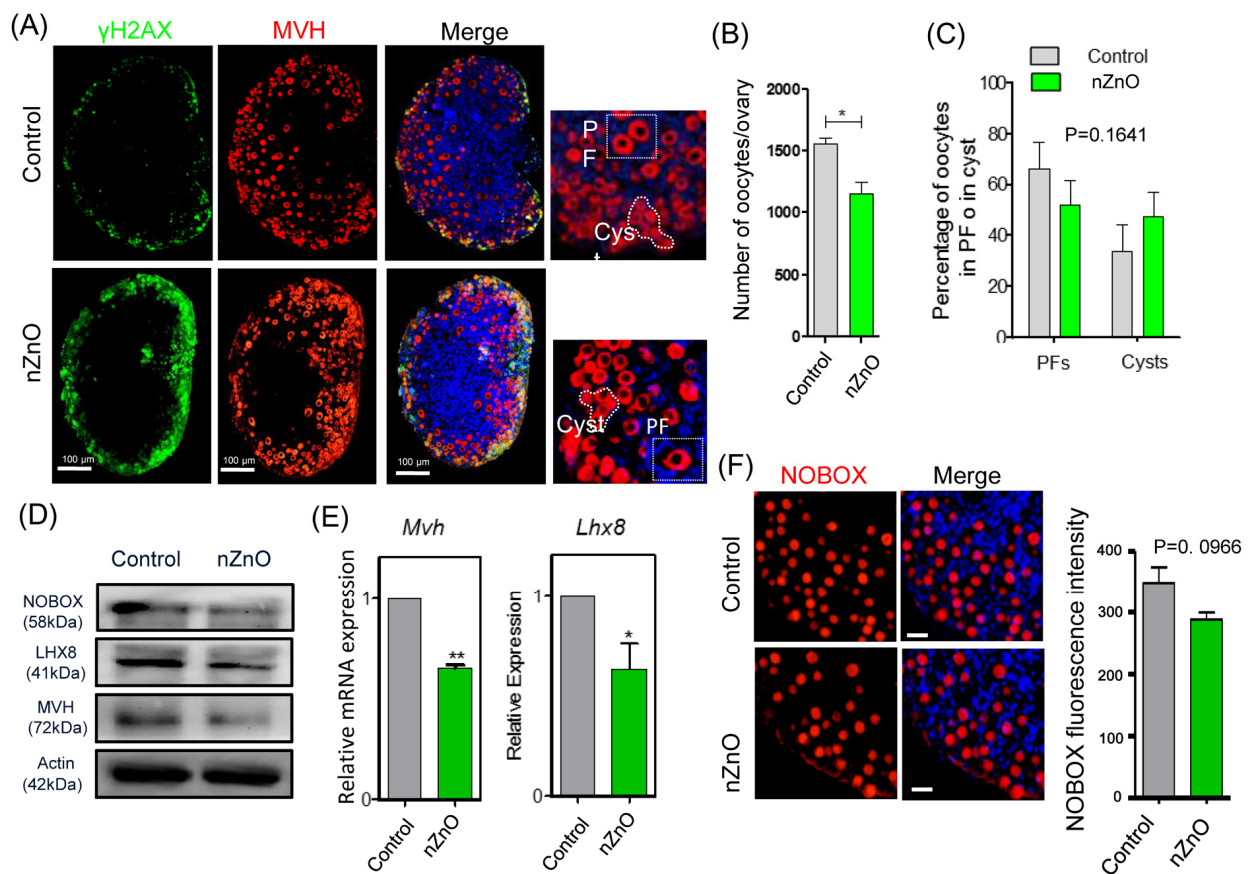 (A)
γH2AX
MVH
Merge
Control
nZnO
P
F
Cys
t
Cyst
PF
100 μm
100 μm
(B)
Number of oocytes/ovary
2000
1500
1000
500
0
*
Control
nZnO
(C)
Control
nZnO
Percentage of oocytes
in PF o in cyst
100
80
60
40
20
0
P=0.1641
PFs
Cysts
(D)
Control
nZnO
NOBOX
(58kDa)
LHX8
(41kDa)
MVH
(72kDa)
Actin
(42kDa)
(E)
Mvh
Relative mRNA expression
1
0
**
Control
nZnO
Lhx8
Relative Expression
1
0
*
Control
nZnO
(F)
NOBOX
Merge
Control
nZnO
NOBOX fluorescence intensity
400
300
200
100
0
P=0. 0966
Control
nZnO